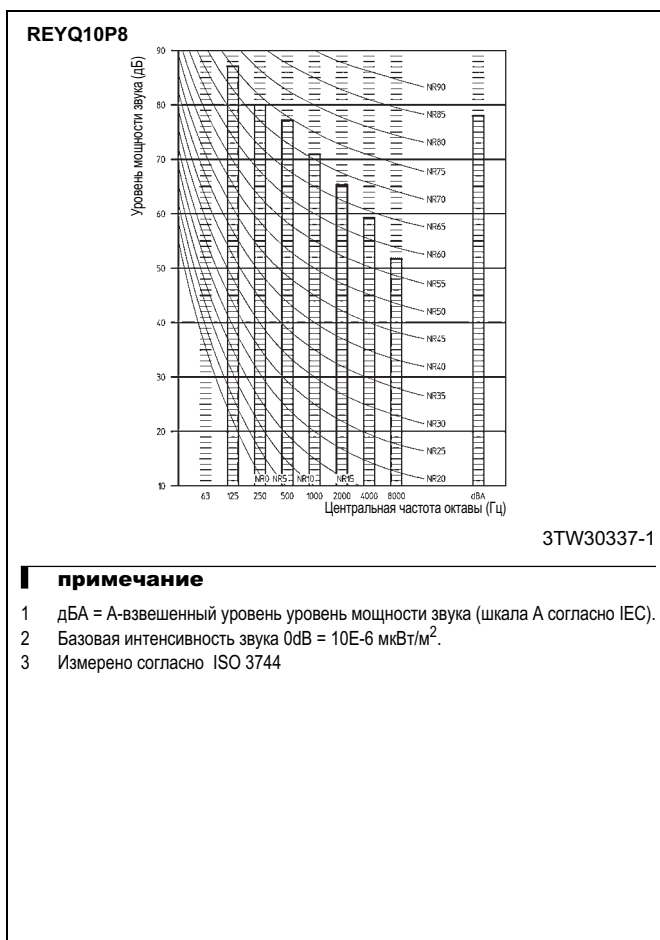 REYQ10P8
Уровень мощности звука (дБ)
90
80
70
60
50
40
30
20
10
NR90
NR85
NR80
NR75
NR70
NR65
NR60
NR55
NR50
NR45
NR40
NR35
NR30
NR25
NR20
NR0 NR5 NR10 NR15
63 125 250 500 1000 2000 4000 8000 dBA
Центральная частота октавы (Гц)
3TW30337-1
примечание
1 дБА = А-взвешенный уровень уровень мощности звука (шкала А согласно IEC).
2 Базовая интенсивность звука 0dB = 10E-6 мкВт/м².
3 Измерено согласно ISO 3744